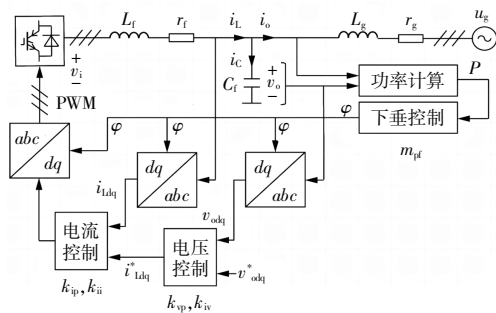 L_f r_f i_L i_o L_g r_g u_g
+ v_i − i_C C_f + v_o − 功率计算 P
PWM 下垂控制
φ φ φ m_pf
abc dq dq abc dq abc
i_Ldq v_odq
电流控制 i*_Ldq 电压控制 v*_odq
k_ip, k_ii k_vp, k_iv